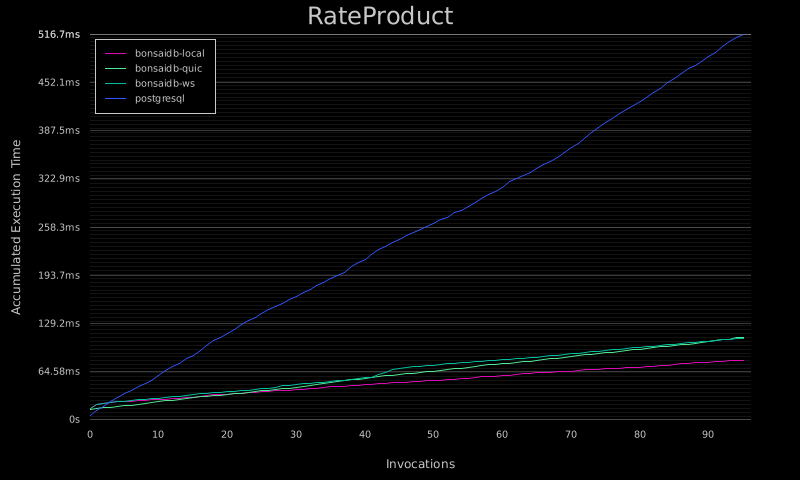 RateProduct
516.7ms
452.1ms
387.5ms
322.9ms
258.3ms
193.7ms
129.2ms
64.58ms
0s
bonsaidb-local
bonsaidb-quic
bonsaidb-ws
postgresql
Accumulated Execution Time
0 10 20 30 40 50 60 70 80 90
Invocations